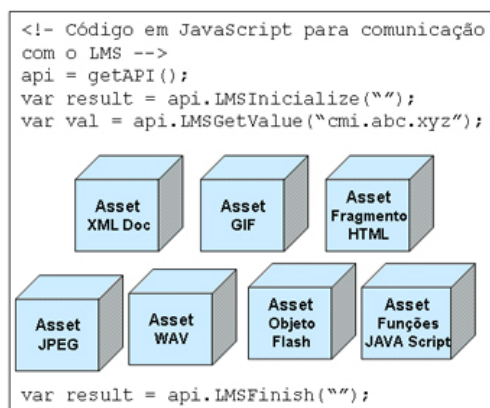 <!- Código em JavaScript para comunicação
com o LMS -->
api = getAPI();
var result = api.LMSInicialize(“”);
var val = api.LMSGetValue(“cmi.abc.xyz”);
Asset
XML Doc
Asset
GIF
Asset
Fragmento
HTML
Asset
JPEG
Asset
WAV
Asset
Objeto
Flash
Asset
Funções
JAVA Script
var result = api.LMSFinish(“”);